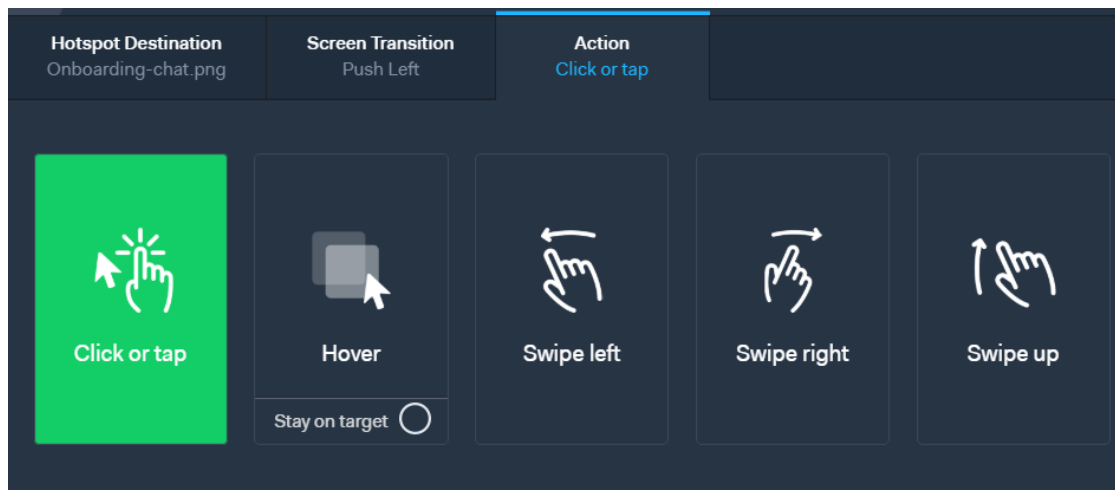 Hotspot Destination
Onboarding-chat.png
Screen Transition
Push Left
Action
Click or tap
Click or tap
Hover
Stay on target
Swipe left
Swipe right
Swipe up